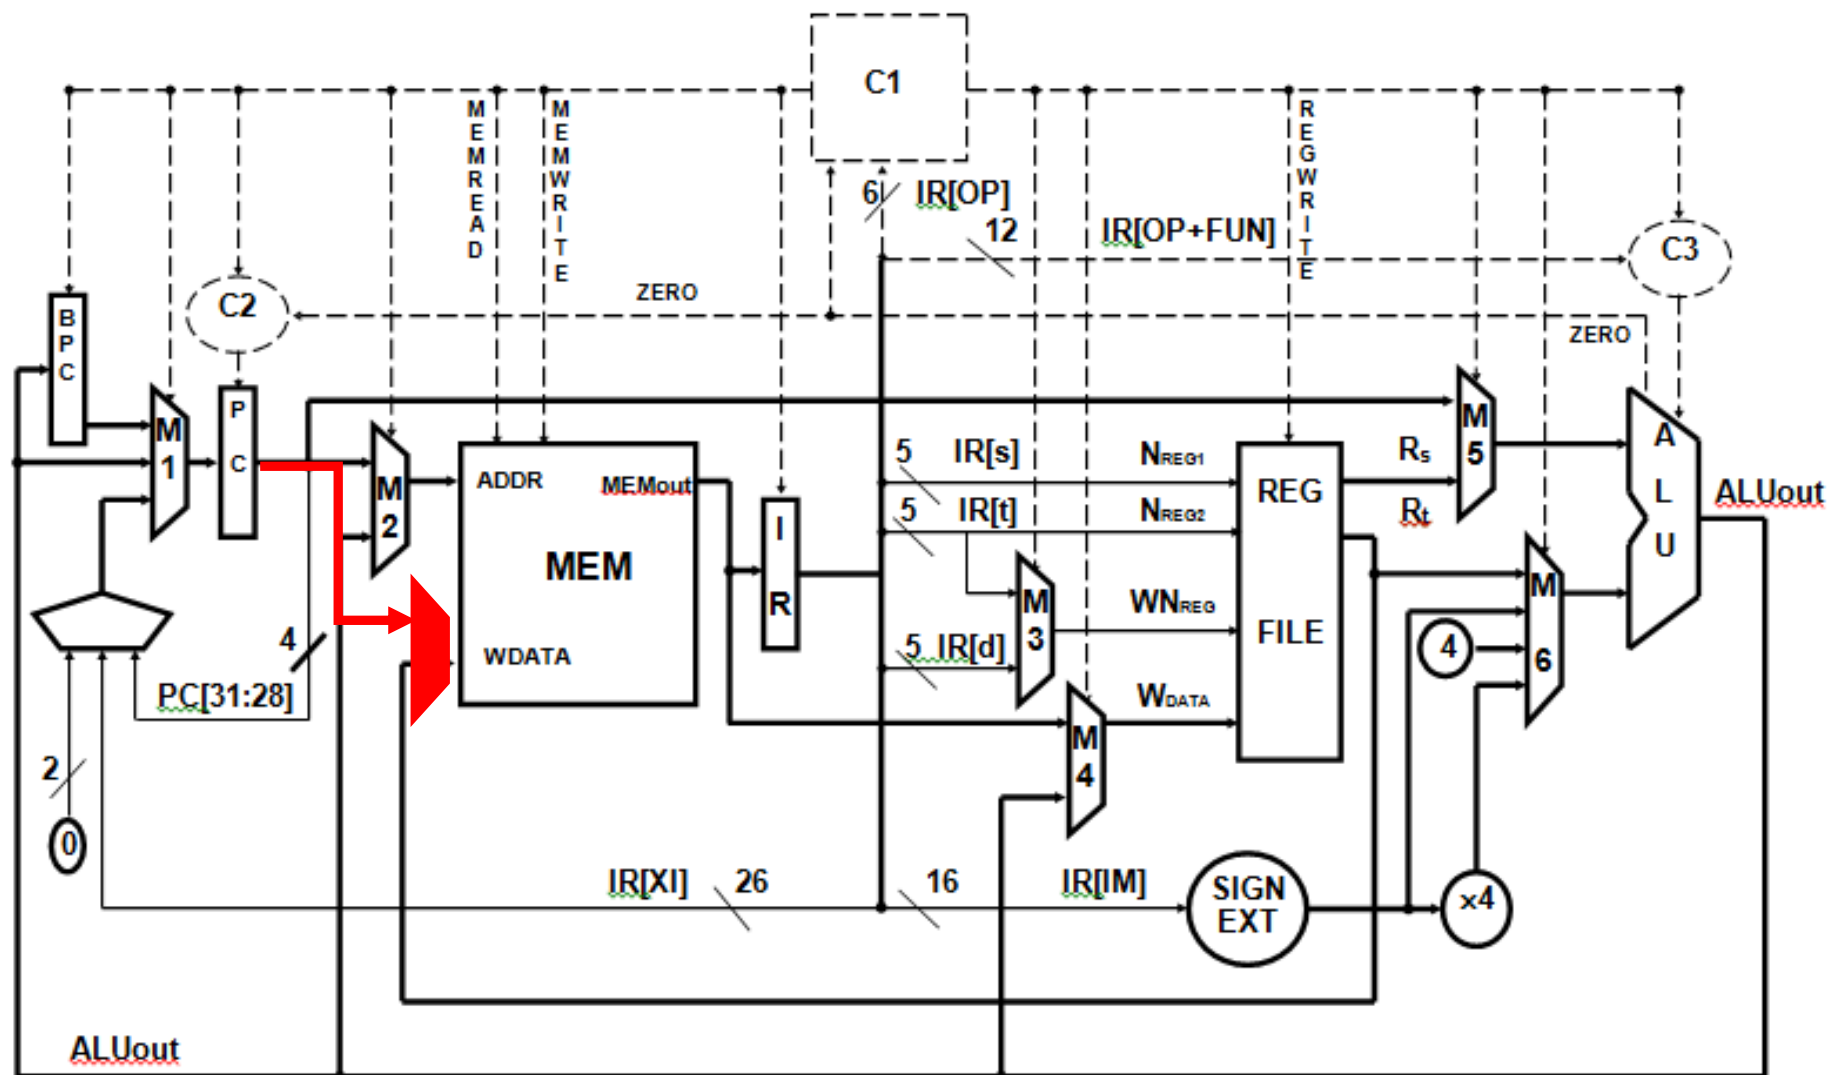 C1
MEMREAD
MEMWRITE
REGWRITE
6
IR[OP]
12
IR[OP+FUN]
C3
C2
ZERO
ZERO
BPC
M1
PC
M2
ADDR
MEMout
MEM
WDATA
IR
5
IR[s]
NREG1
5
IR[t]
NREG2
REG
FILE
Rs
Rt
M5
ALU
ALUout
M3
WNREG
5
IR[d]
WDATA
M4
4
M6
4
PC[31:28]
2
0
IR[XI]
26
16
IR[IM]
SIGN
EXT
×4
ALUout